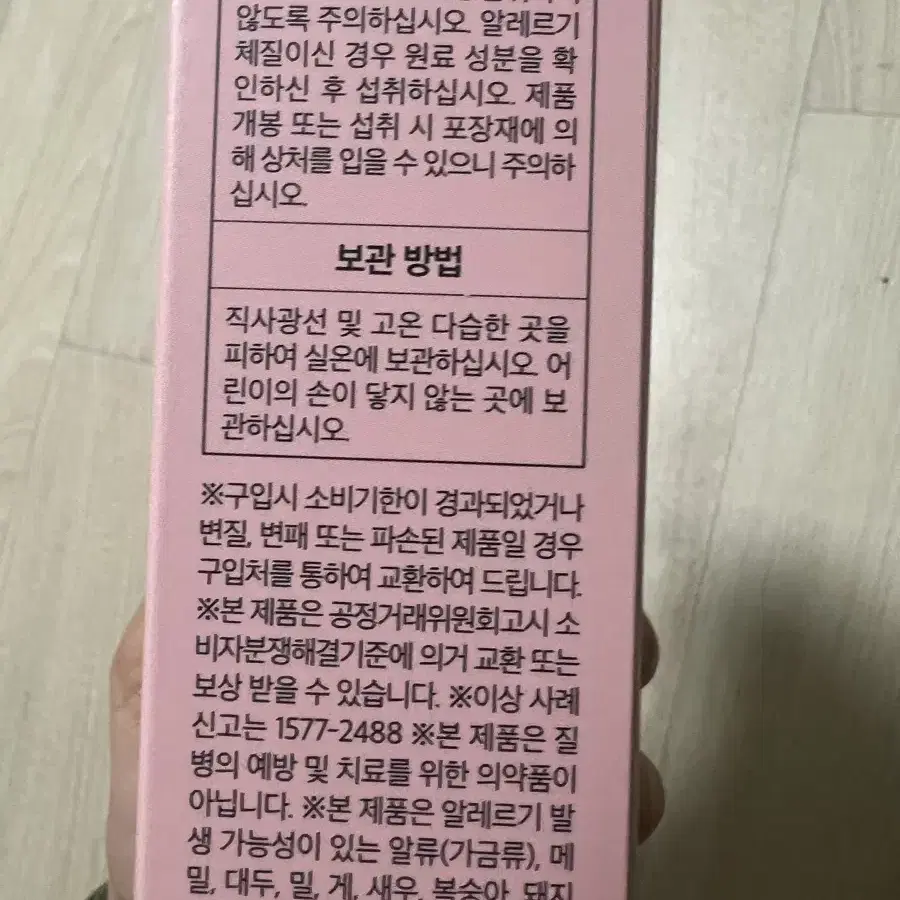 않도록 주의하십시오. 알레르기
체질이신 경우 원료 성분을 확
인하신 후 섭취하십시오. 제품
개봉 또는 섭취 시 포장재에 의
해 상처를 입을 수 있으니 주의하
십시오.
보관 방법
직사광선 및 고온 다습한 곳을
피하여 실온에 보관하십시오. 어
린이의 손이 닿지 않는 곳에 보
관하십시오.
※구입시 소비기한이 경과되었거나
변질, 변패 또는 파손된 제품일 경우
구입처를 통하여 교환하여 드립니다.
※본 제품은 공정거래위원회고시 소
비자분쟁해결기준에 의거 교환 또는
보상 받을 수 있습니다. ※이상 사례
신고는 1577-2488 ※본 제품은 질
병의 예방 및 치료를 위한 의약품이
아닙니다. ※본 제품은 알레르기 발
생 가능성이 있는 알류(가금류), 메
밀, 대두, 밀, 게, 새우, 복숭아, 돼지